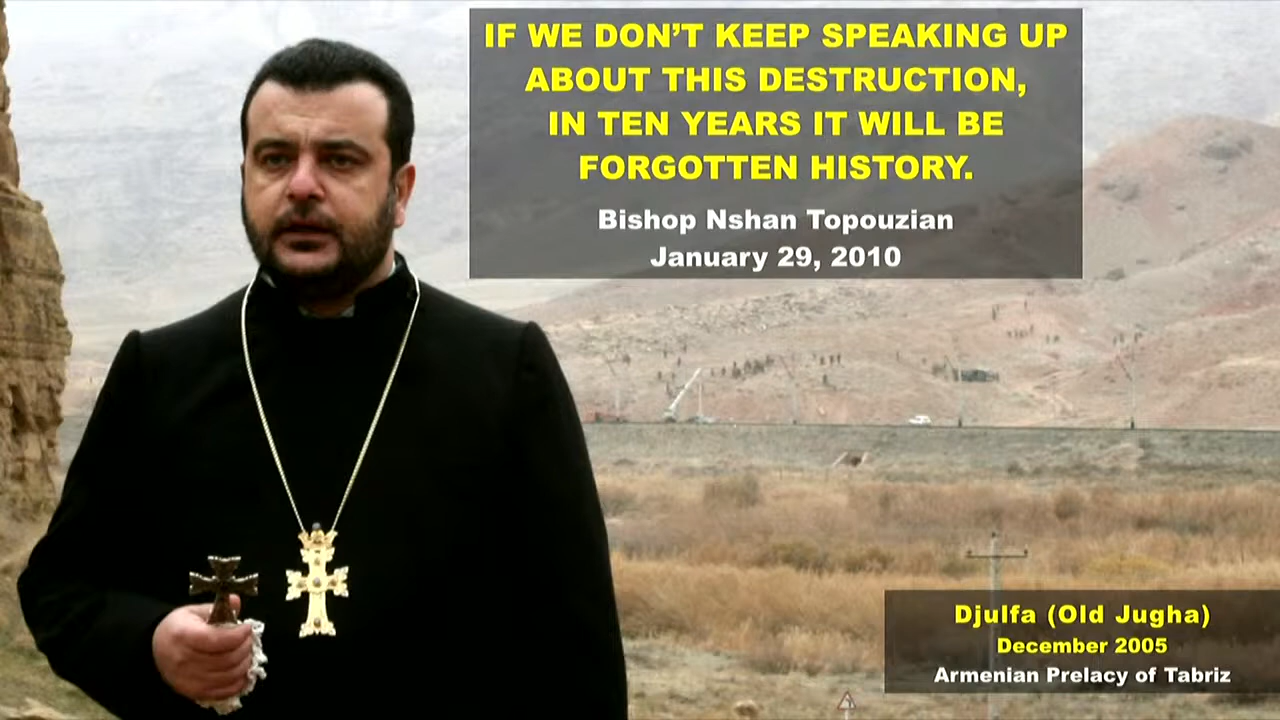 IF WE DON'T KEEP SPEAKING UP
ABOUT THIS DESTRUCTION,
IN TEN YEARS IT WILL BE
FORGOTTEN HISTORY.
Bishop Nshan Topouzian
January 29, 2010
Djulfa (Old Jugha)
December 2005
Armenian Prelacy of Tabriz